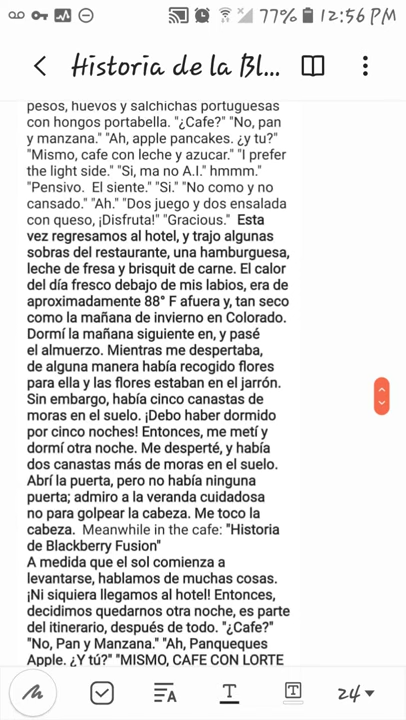 77% 12:56 PM
Historia de la Bl...
pesos, huevos y salchichas portuguesas
con hongos portabella. "¿Cafe?" "No, pan
y manzana." "Ah, apple pancakes. ¿y tu?"
"Mismo, cafe con leche y azucar." "I prefer
the light side." "Si, ma no A.I." hmmm."
"Pensivo.  El siente." "Si." "No como y no
cansado." "Ah." "Dos juego y dos ensalada
con queso, ¡Disfruta!" "Gracious."  Esta
vez regresamos al hotel, y trajo algunas
sobras del restaurante, una hamburguesa,
leche de fresa y brisquit de carne. El calor
del día fresco debajo de mis labios, era de
aproximadamente 88° F afuera y, tan seco
como la mañana de invierno en Colorado.
Dormí la mañana siguiente en, y pasé
el almuerzo. Mientras me despertaba,
de alguna manera había recogido flores
para ella y las flores estaban en el jarrón.
Sin embargo, había cinco canastas de
moras en el suelo. ¡Debo haber dormido
por cinco noches! Entonces, me metí y
dormí otra noche. Me desperté, y había
dos canastas más de moras en el suelo.
Abrí la puerta, pero no había ninguna
puerta; admiro a la veranda cuidadosa
no para golpear la cabeza. Me toco la
cabeza.  Meanwhile in the cafe: "Historia
de Blackberry Fusion"
A medida que el sol comienza a
levantarse, hablamos de muchas cosas.
¡Ni siquiera llegamos al hotel! Entonces,
decidimos quedarnos otra noche, es parte
del itinerario, después de todo. "¿Cafe?"
"No, Pan y Manzana." "Ah, Panqueques
Apple. ¿Y tú?" "MISMO, CAFE CON LORTE
A T T 24